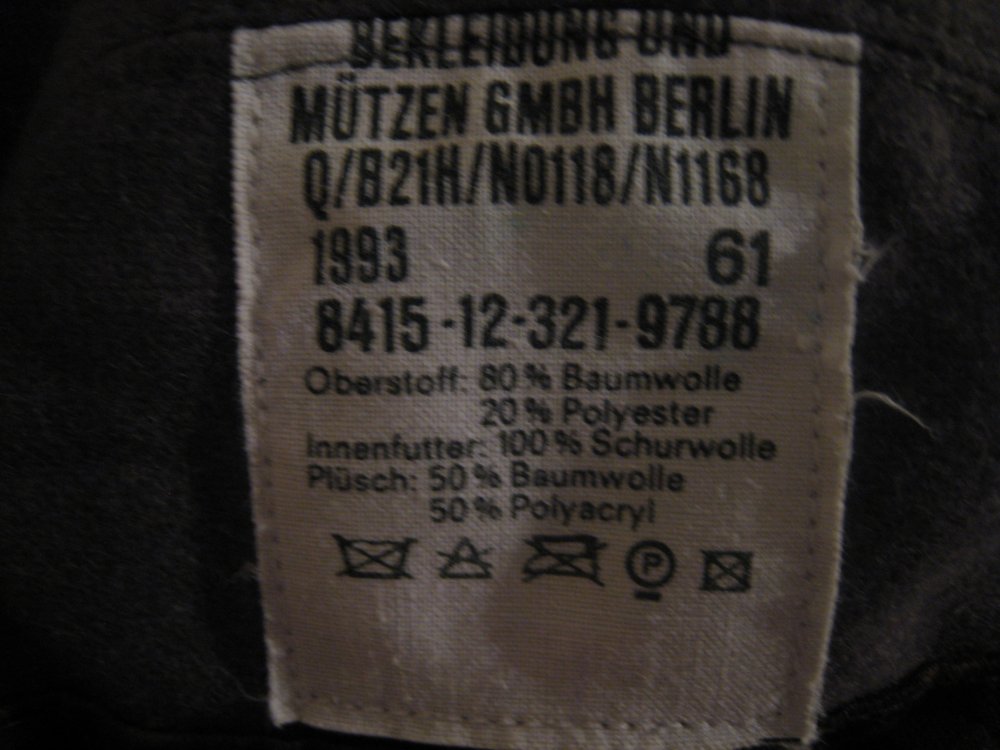 BEKLEIDUNG UND
MÜTZEN GMBH BERLIN
Q/B21H/N0118/N1168
1993 61
8415-12-321-9788
Oberstoff: 80% Baumwolle
20% Polyester
Innenfutter: 100% Schurwolle
Plüsch: 50% Baumwolle
50% Polyacryl
P